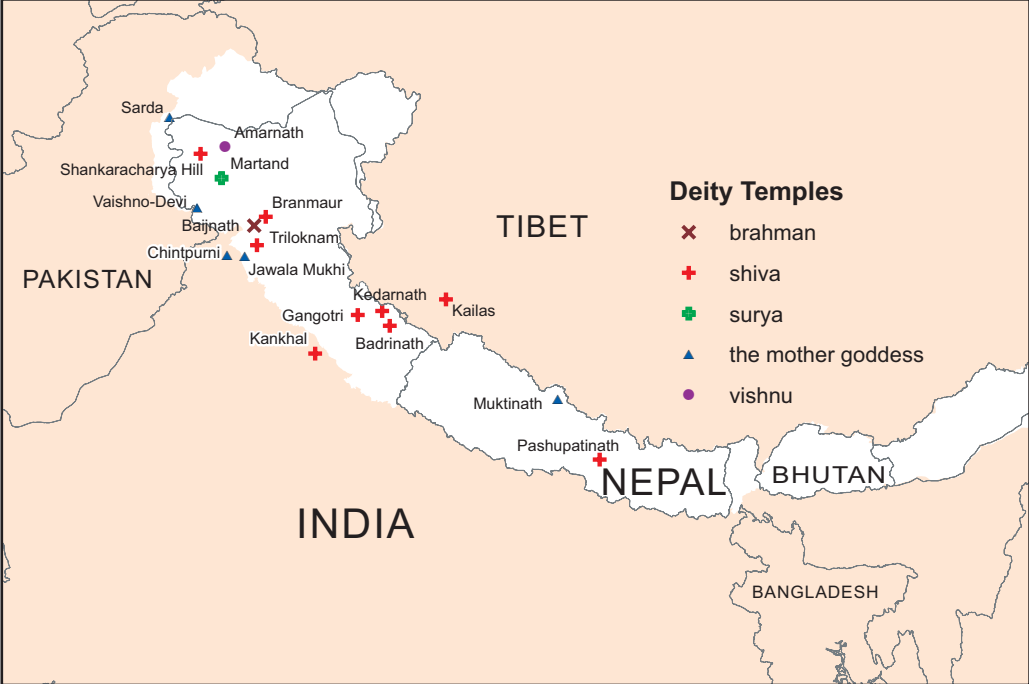 Sarda
Amarnath
Shankaracharya Hill
Martand
Vaishno-Devi
Branmaur
Baijnath
Triloknam
Chintpurni
Jawala Mukhi
PAKISTAN
TIBET
Deity Temples
brahman
shiva
surya
the mother goddess
vishnu
Kedarnath
Kailas
Gangotri
Badrinath
Kankhal
Muktinath
Pashupatinath
NEPAL
BHUTAN
INDIA
BANGLADESH